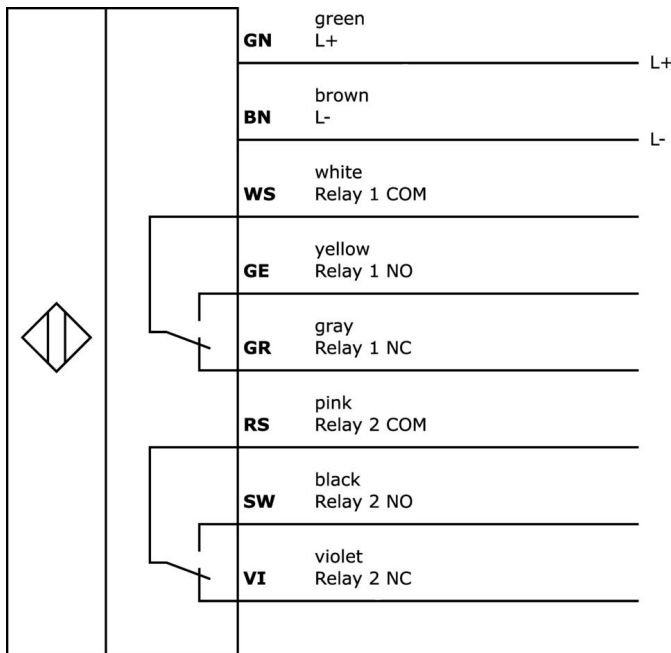 green
GN L+
L+
brown
BN L-
L-
white
WS Relay 1 COM
yellow
GE Relay 1 NO
gray
GR Relay 1 NC
pink
RS Relay 2 COM
black
SW Relay 2 NO
violet
VI Relay 2 NC